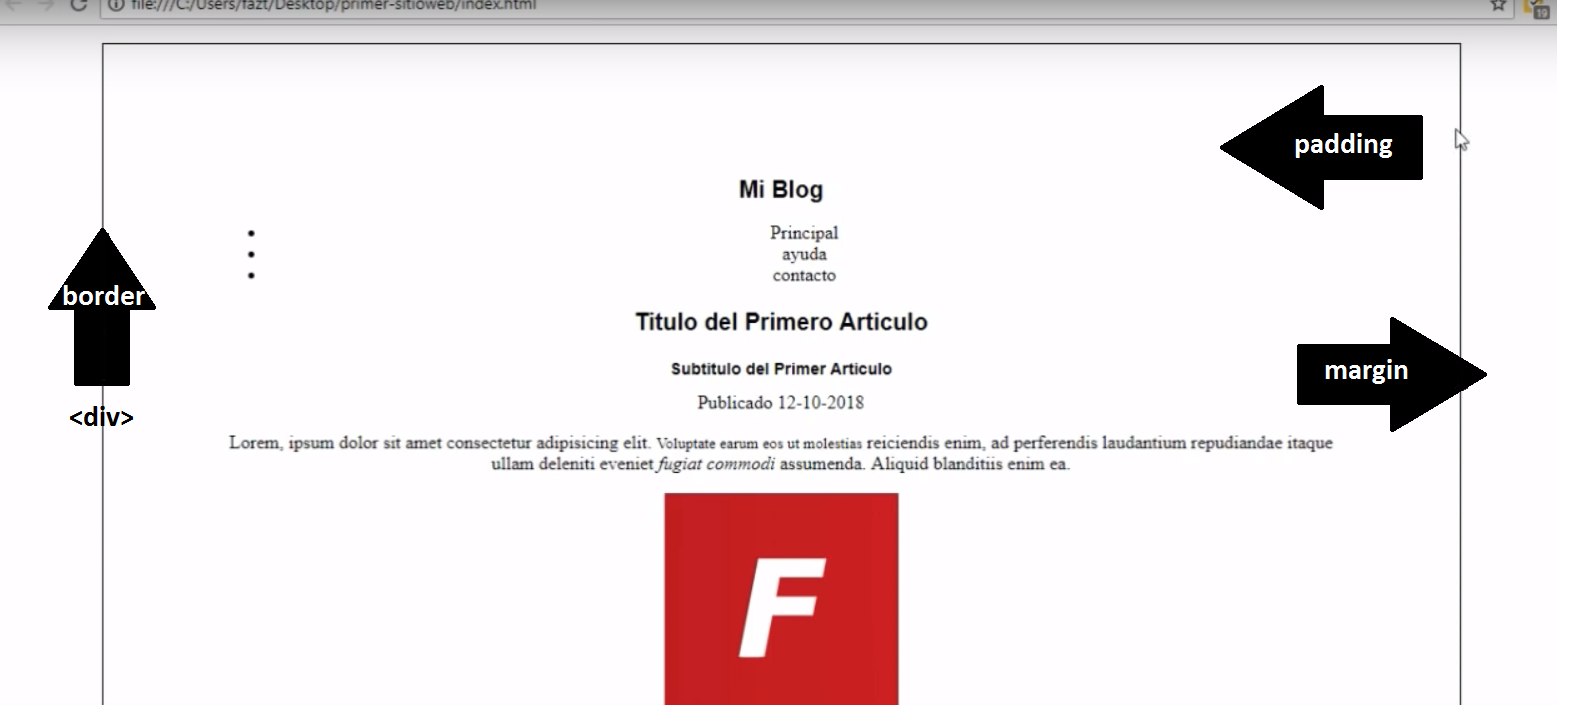 file:///C:/Users/fazt/Desktop/primer-sitioweb/index.html
19
padding
Mi Blog
Principal
ayuda
contacto
border
Titulo del Primero Articulo
margin
Subtitulo del Primer Articulo
Publicado 12-10-2018
<div>
Lorem, ipsum dolor sit amet consectetur adipisicing elit. Voluptate earum eos ut molestias reiciendis enim, ad perferendis laudantium repudiandae itaque
ullam deleniti eveniet fugiat commodi assumenda. Aliquid blanditiis enim ea.
F